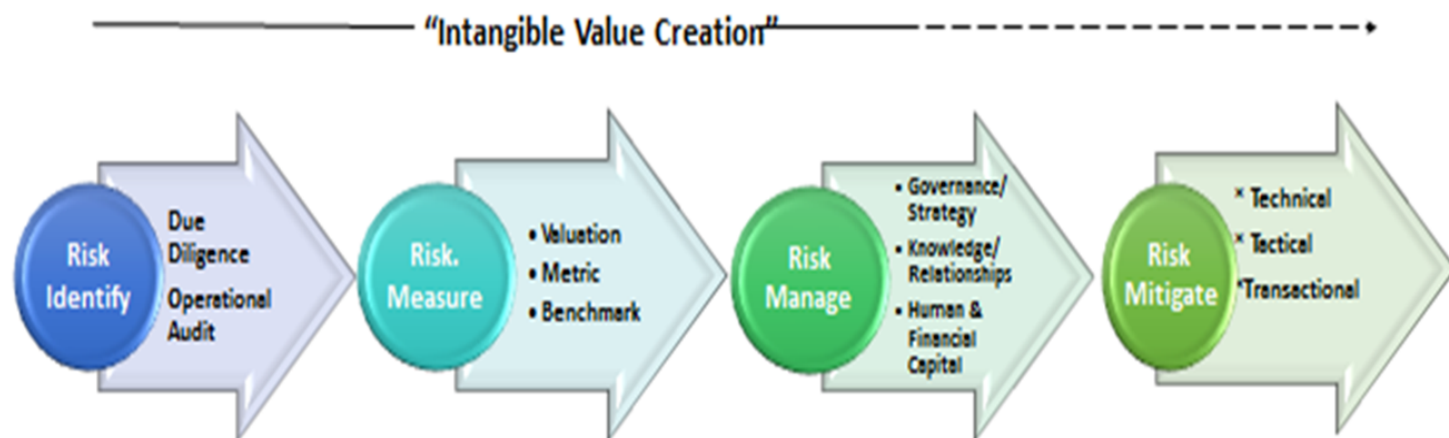 “Intangible Value Creation”
Risk
Identify
Due
Diligence
Operational
Audit
Risk.
Measure
• Valuation
• Metric
• Benchmark
Risk
Manage
• Governance/
Strategy
• Knowledge/
Relationships
• Human &
Financial
Capital
Risk
Mitigate
* Technical
* Tactical
*Transactional